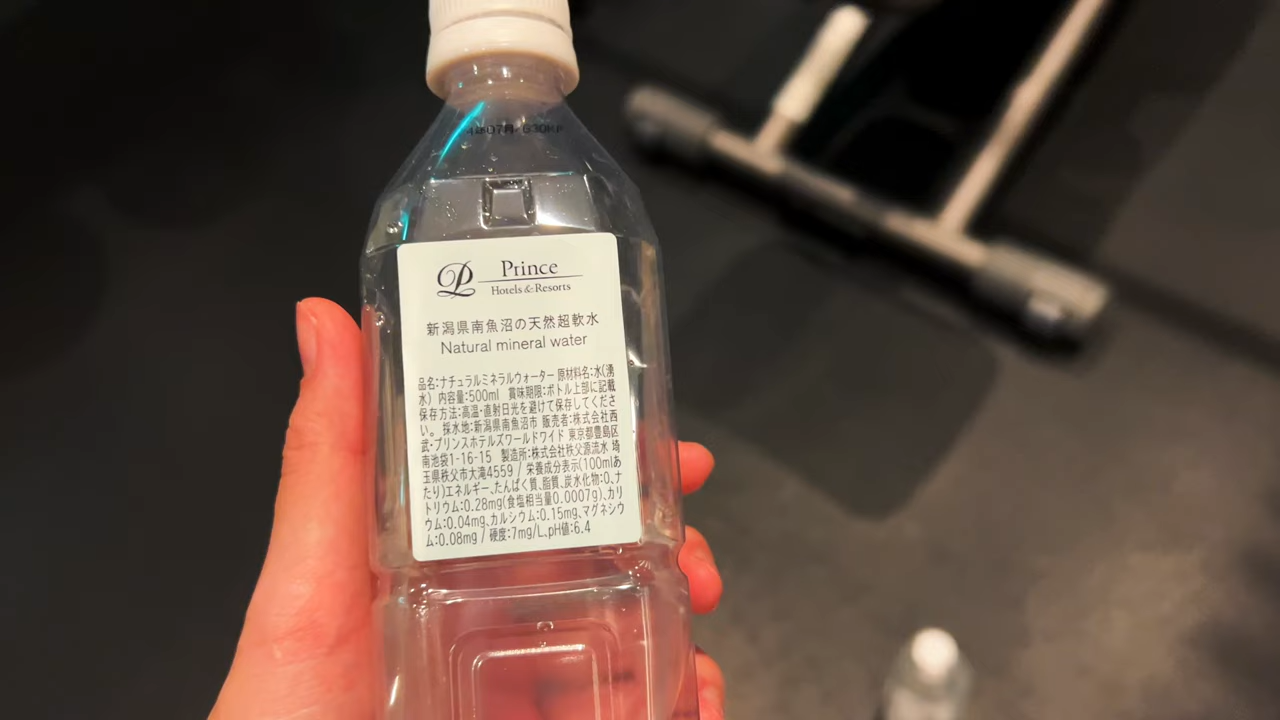 Prince
Hotels & Resorts
新潟県南魚沼の天然超軟水
Natural mineral water
品名:ナチュラルミネラルウォーター 原材料名:水(湧
水) 内容量:500ml 賞味期限:ボトル上部に記載
保存方法:高温・直射日光を避けて保存してくださ
い。 採水地:新潟県南魚沼市 販売者:株式会社西
武・プリンスホテルズワールドワイド 東京都豊島区
南池袋1-16-15 製造所:株式会社秩父源流水 埼
玉県秩父市大滝4559 / 栄養成分表示(100mlあ
たり)エネルギー、たんぱく質、脂質、炭水化物:0、ナ
トリウム:0.28mg(食塩相当量0.0007g)、カリ
ウム:0.04mg、カルシウム:0.15mg、マグネシウ
ム:0.08mg / 硬度:7mg/L、pH値:6.4